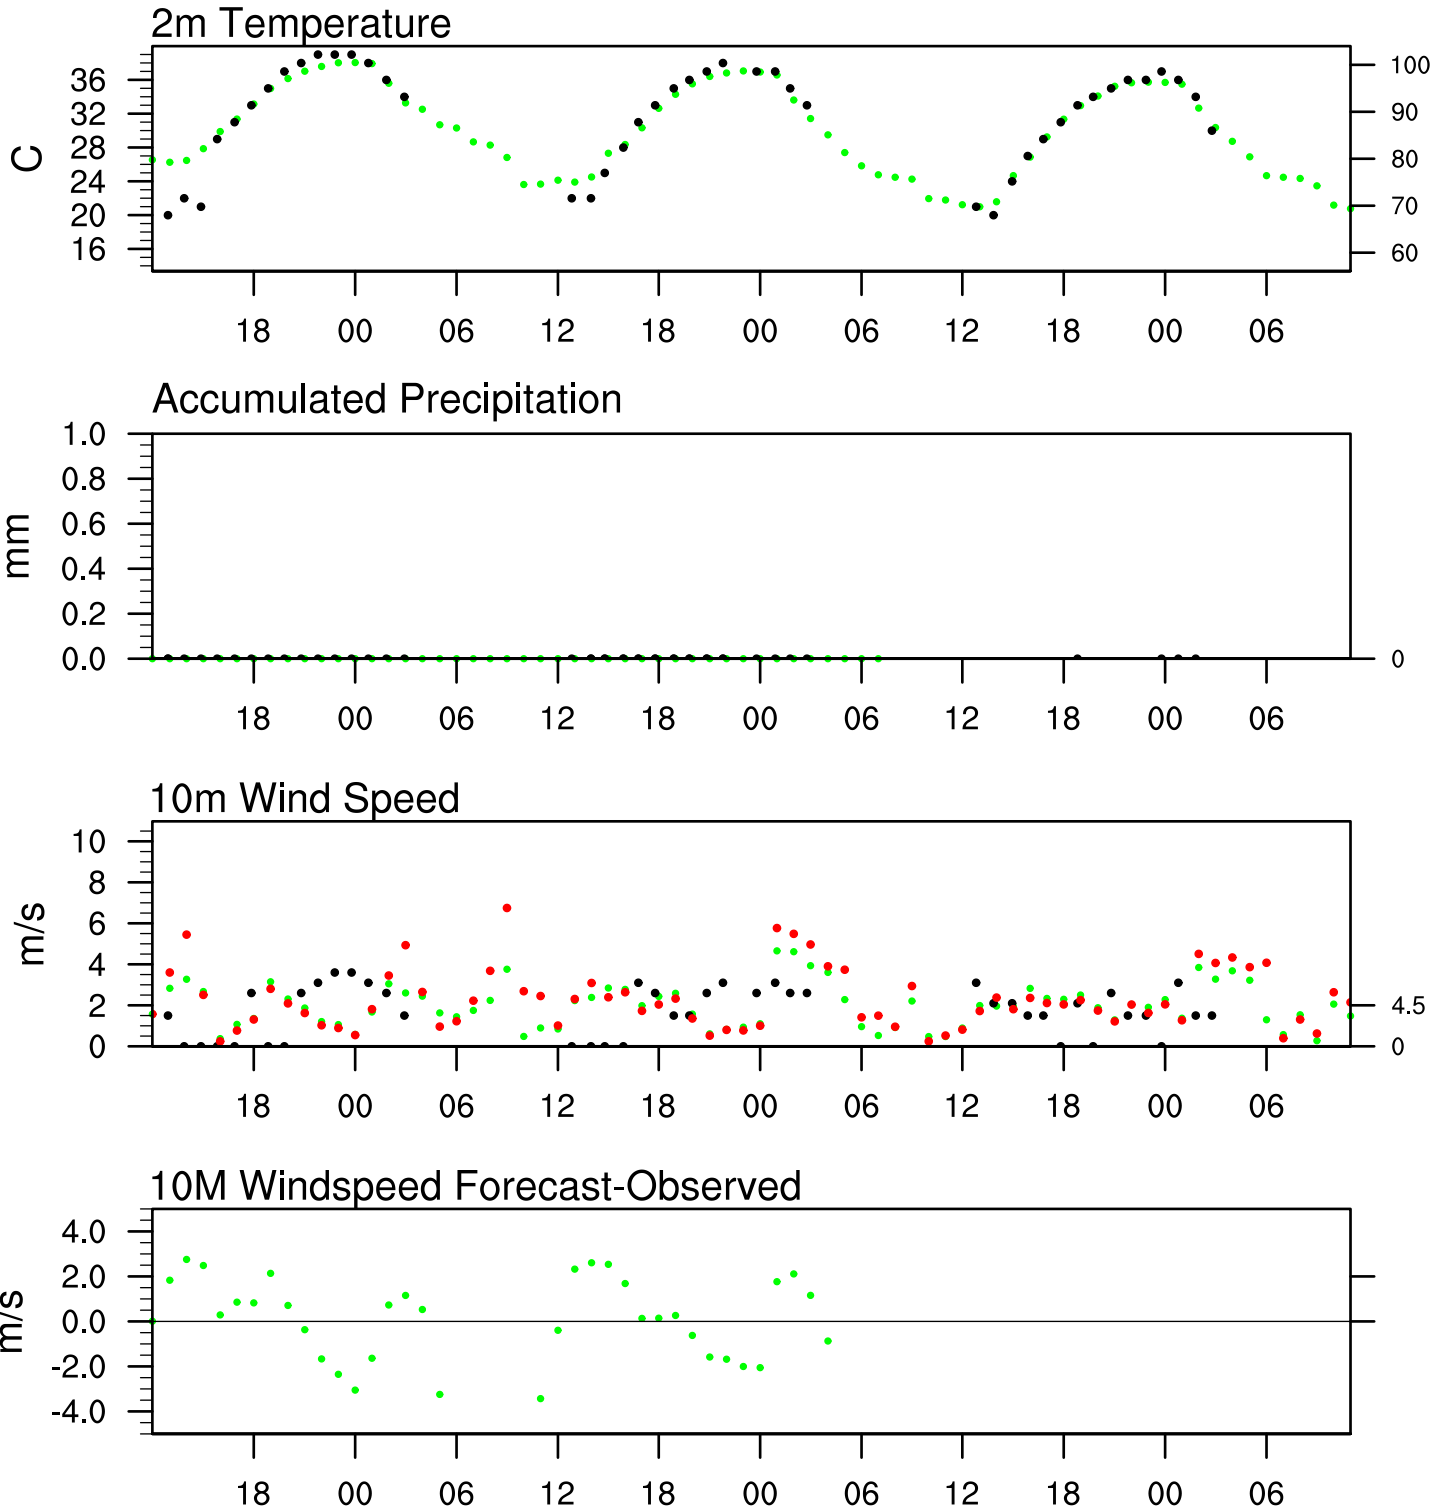 2m Temperature
C
36
32
28
24
20
16
100
90
80
70
60
18 00 06 12 18 00 06 12 18 00 06
Accumulated Precipitation
mm
1.0
0.8
0.6
0.4
0.2
0.0
0
18 00 06 12 18 00 06 12 18 00 06
10m Wind Speed
m/s
10
8
6
4
2
0
4.5
0
18 00 06 12 18 00 06 12 18 00 06
10M Windspeed Forecast-Observed
m/s
4.0
2.0
0.0
-2.0
-4.0
18 00 06 12 18 00 06 12 18 00 06